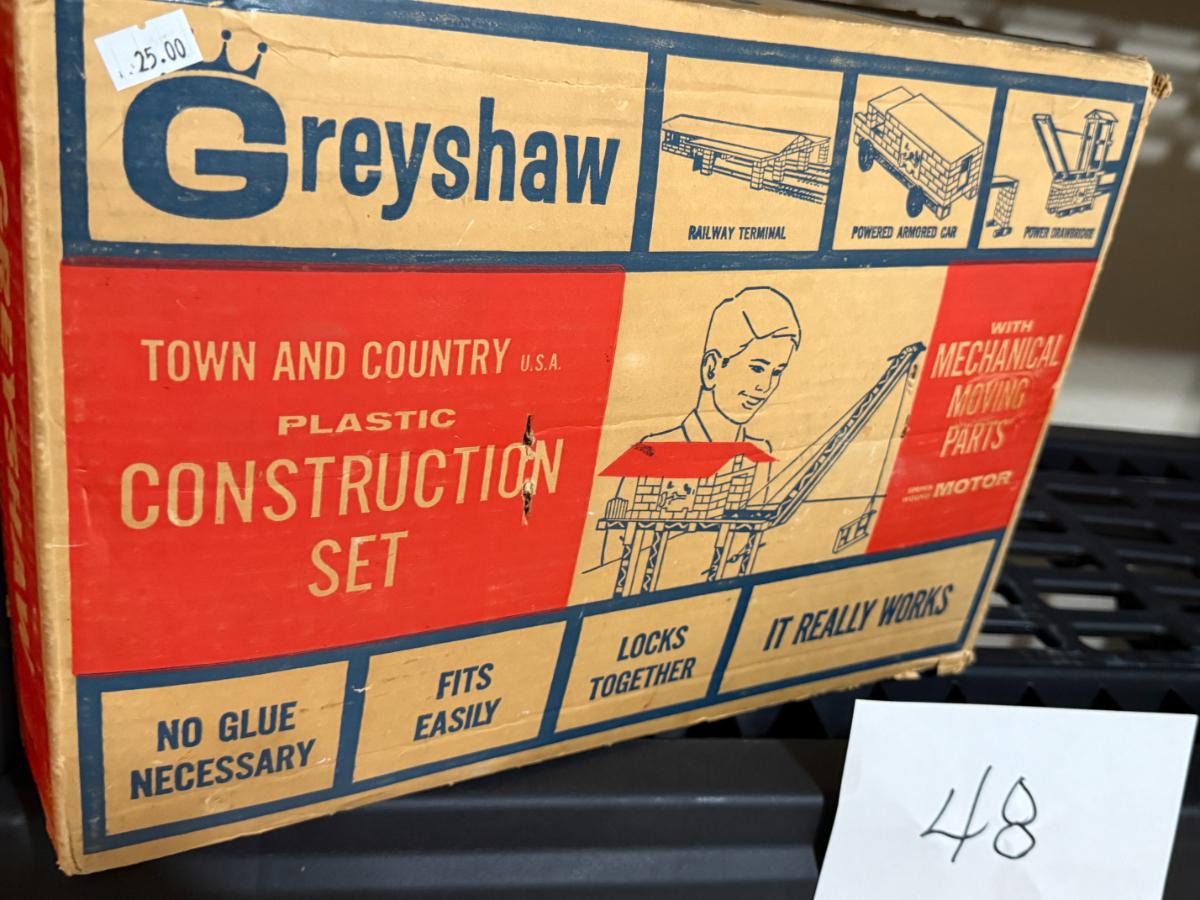 25.00
Greyshaw
RAILWAY TERMINAL
POWERED ARMORED CAR
POWER DRAWBRIDGE
TOWN AND COUNTRY U.S.A.
PLASTIC
CONSTRUCTION
SET
WITH
MECHANICAL
MOVING
PARTS
MOTOR
NO GLUE
NECESSARY
FITS
EASILY
LOCKS
TOGETHER
IT REALLY WORKS
48